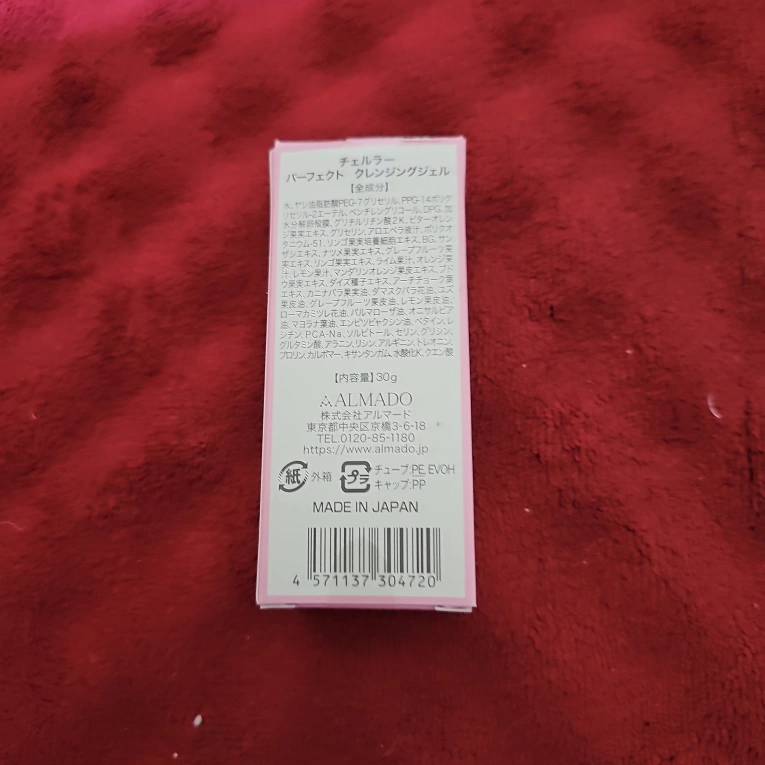 チェルラー
パーフェクト クレンジングジェル
【全成分】
水、ヤシ油脂肪酸PEG-7グリセリル、PPG-14ポリグ
リセリル-2エーテル、ペンチレングリコール、DPG、加
水分解卵殻膜、グリチルリチン酸2K、ビターオレン
ジ果実エキス、グリセリン、アロエベラ液汁、ポリクオ
タニウム-51、リンゴ果実培養細胞エキス、BG、サン
ザシエキス、ナツメ果実エキス、グレープフルーツ果
実エキス、リンゴ果実エキス、ライム果汁、オレンジ果
汁、レモン果汁、マンダリンオレンジ果皮エキス、ブド
ウ果実エキス、ダイズ種子エキス、アーチチョーク葉
エキス、カニナバラ果実油、ダマスクバラ花油、ユズ
果皮油、グレープフルーツ果皮油、レモン果皮油、
ローマカミツレ花油、パルマローザ油、オニサルビア
油、マヨラナ葉油、エンピツビャクシン油、ベタイン、レ
シチン、PCA-Na、ソルビトール、セリン、グリシン、
グルタミン酸、アラニン、リシン、アルギニン、トレオニン、
プロリン、カルボマー、キサンタンガム、水酸化K、クエン酸
【内容量】30g
ALMADO
株式会社アルマード
東京都中央区京橋3-6-18
TEL.0120-85-1180
https://www.almado.jp
紙 外箱 プラ チューブ:PE, EVOH
キャップ:PP
MADE IN JAPAN
4 571137 304720